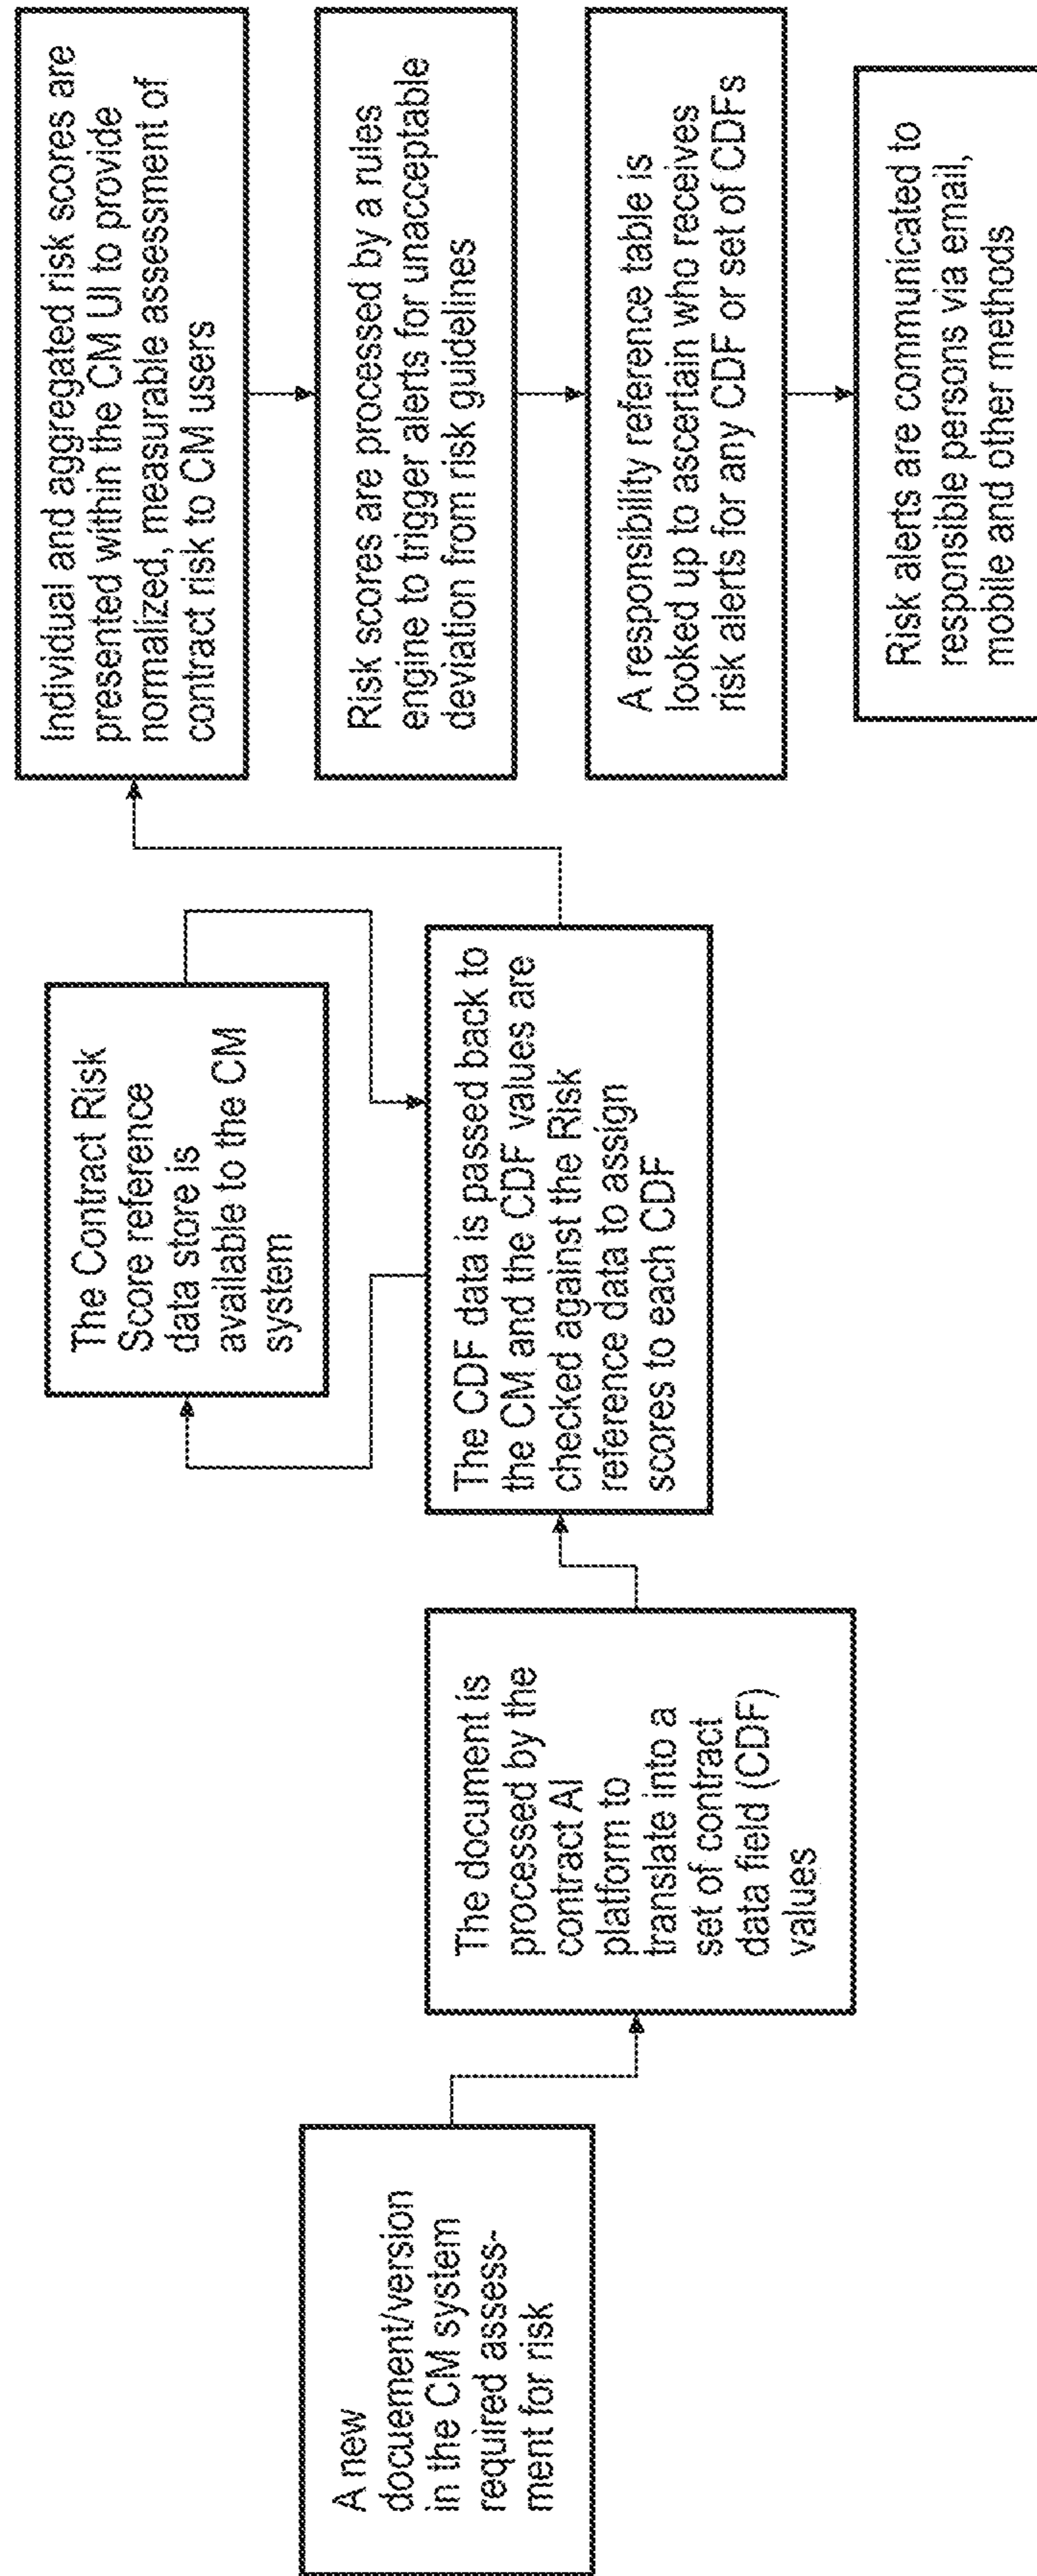 A new
docuement/version
in the CM system
required assess-
ment for risk
The document is
processed by the
contract AI
platform to
translate into a
set of contract
data field (CDF)
values
The Contract Risk
Score reference
data store is
available to the CM
system
The CDF data is passed back to
the CM and the CDF values are
checked against the Risk
reference data to assign
scores to each CDF
Individual and aggregated risk scores are
presented within the CM UI to provide
normalized, measurable assessment of
contract risk to CM users
Risk scores are processed by a rules
engine to trigger alerts for unacceptable
deviation from risk guidelines
A responsibility reference table is
looked up to ascertain who receives
risk alerts for any CDF or set of CDFs
Risk alerts are communicated to
responsible persons via email,
mobile and other methods